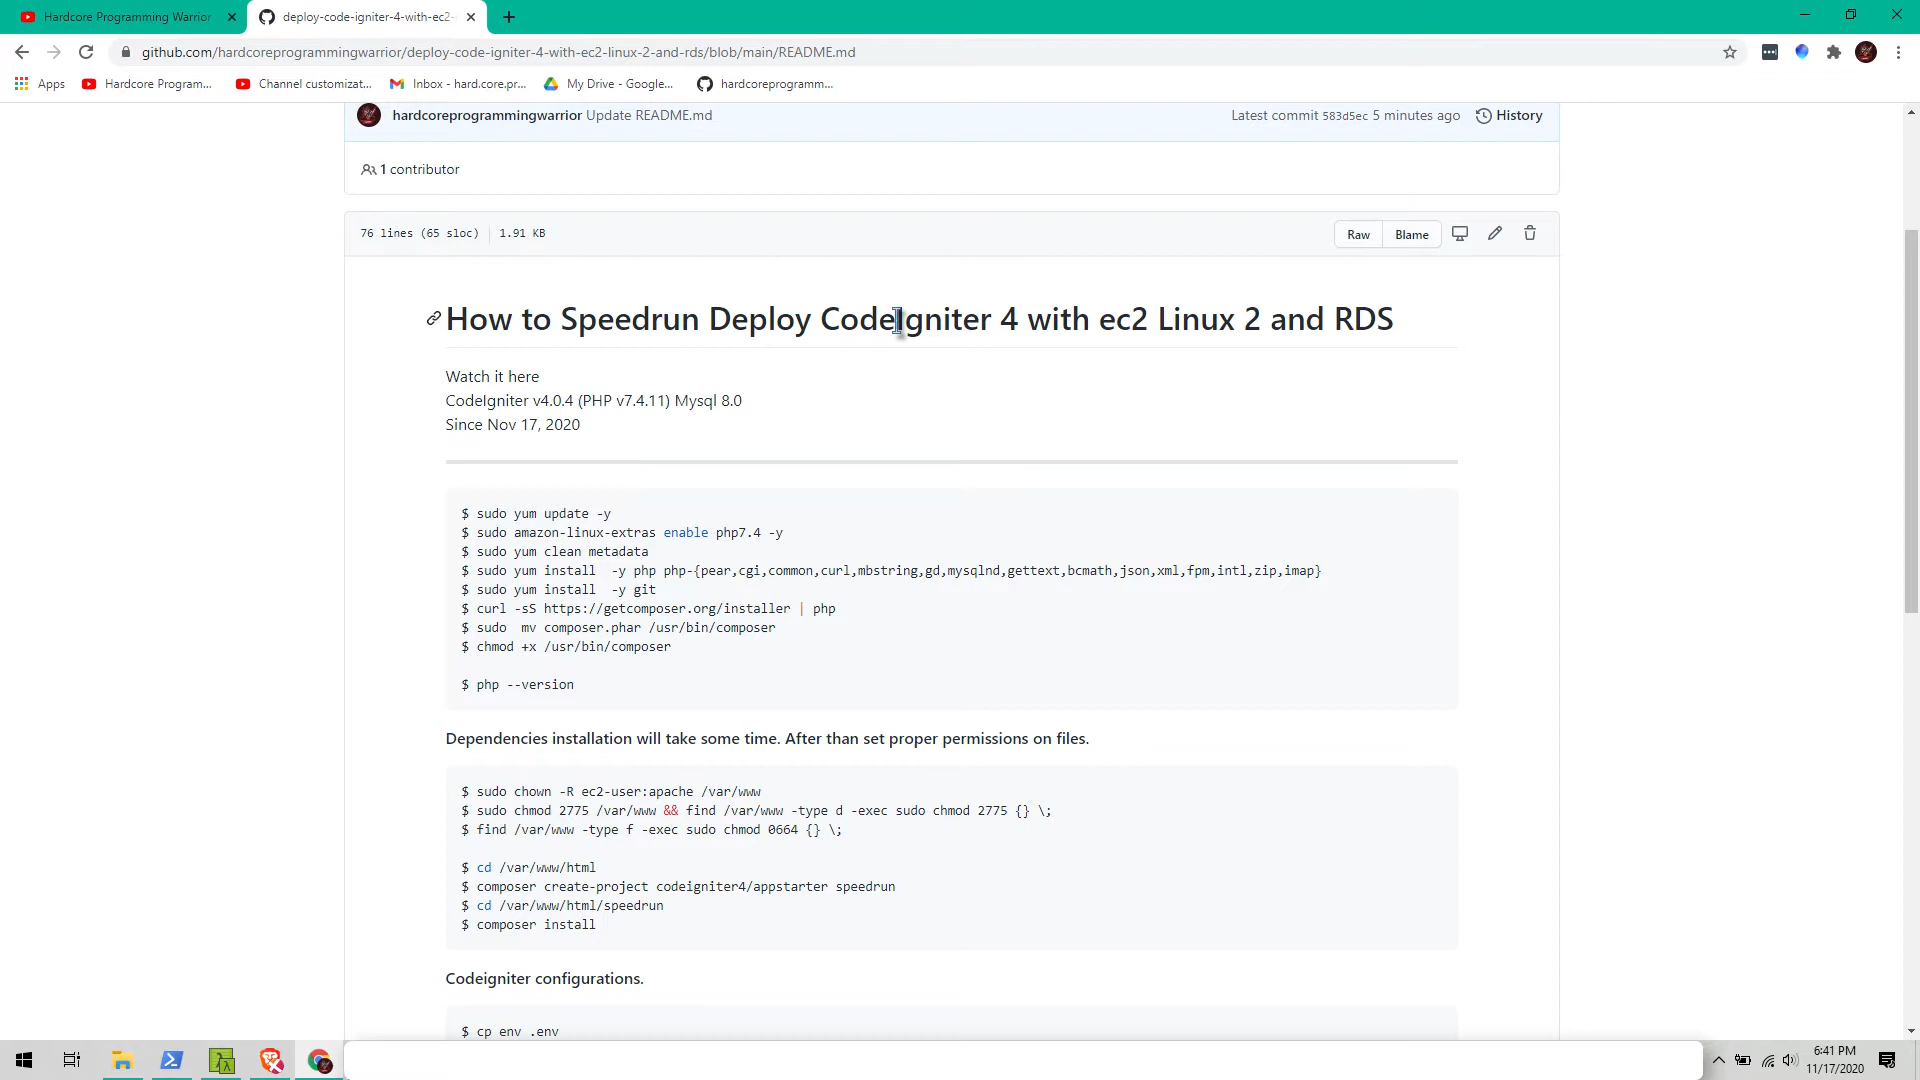 Hardcore Programming Warrior
deploy-code-igniter-4-with-ec2-
github.com/hardcoreprogrammingwarrior/deploy-code-igniter-4-with-ec2-linux-2-and-rds/blob/main/README.md
Apps
Hardcore Program...
Channel customizat...
Inbox - hard.core.pr...
My Drive - Google...
hardcoreprogramm...
hardcoreprogrammingwarrior Update README.md
Latest commit 583d5ec 5 minutes ago
History
1 contributor
76 lines (65 sloc)
1.91 KB
Raw
Blame
How to Speedrun Deploy CodeIgniter 4 with ec2 Linux 2 and RDS
Watch it here
CodeIgniter v4.0.4 (PHP v7.4.11) Mysql 8.0
Since Nov 17, 2020
$ sudo yum update -y
$ sudo amazon-linux-extras enable php7.4 -y
$ sudo yum clean metadata
$ sudo yum install  -y php php-{pear,cgi,common,curl,mbstring,gd,mysqlnd,gettext,bcmath,json,xml,fpm,intl,zip,imap}
$ sudo yum install  -y git
$ curl -sS https://getcomposer.org/installer | php
$ sudo  mv composer.phar /usr/bin/composer
$ chmod +x /usr/bin/composer
$ php --version
Dependencies installation will take some time. After than set proper permissions on files.
$ sudo chown -R ec2-user:apache /var/www
$ sudo chmod 2775 /var/www && find /var/www -type d -exec sudo chmod 2775 {} \;
$ find /var/www -type f -exec sudo chmod 0664 {} \;
$ cd /var/www/html
$ composer create-project codeigniter4/appstarter speedrun
$ cd /var/www/html/speedrun
$ composer install
Codeigniter configurations.
$ cp env .env
6:41 PM
11/17/2020